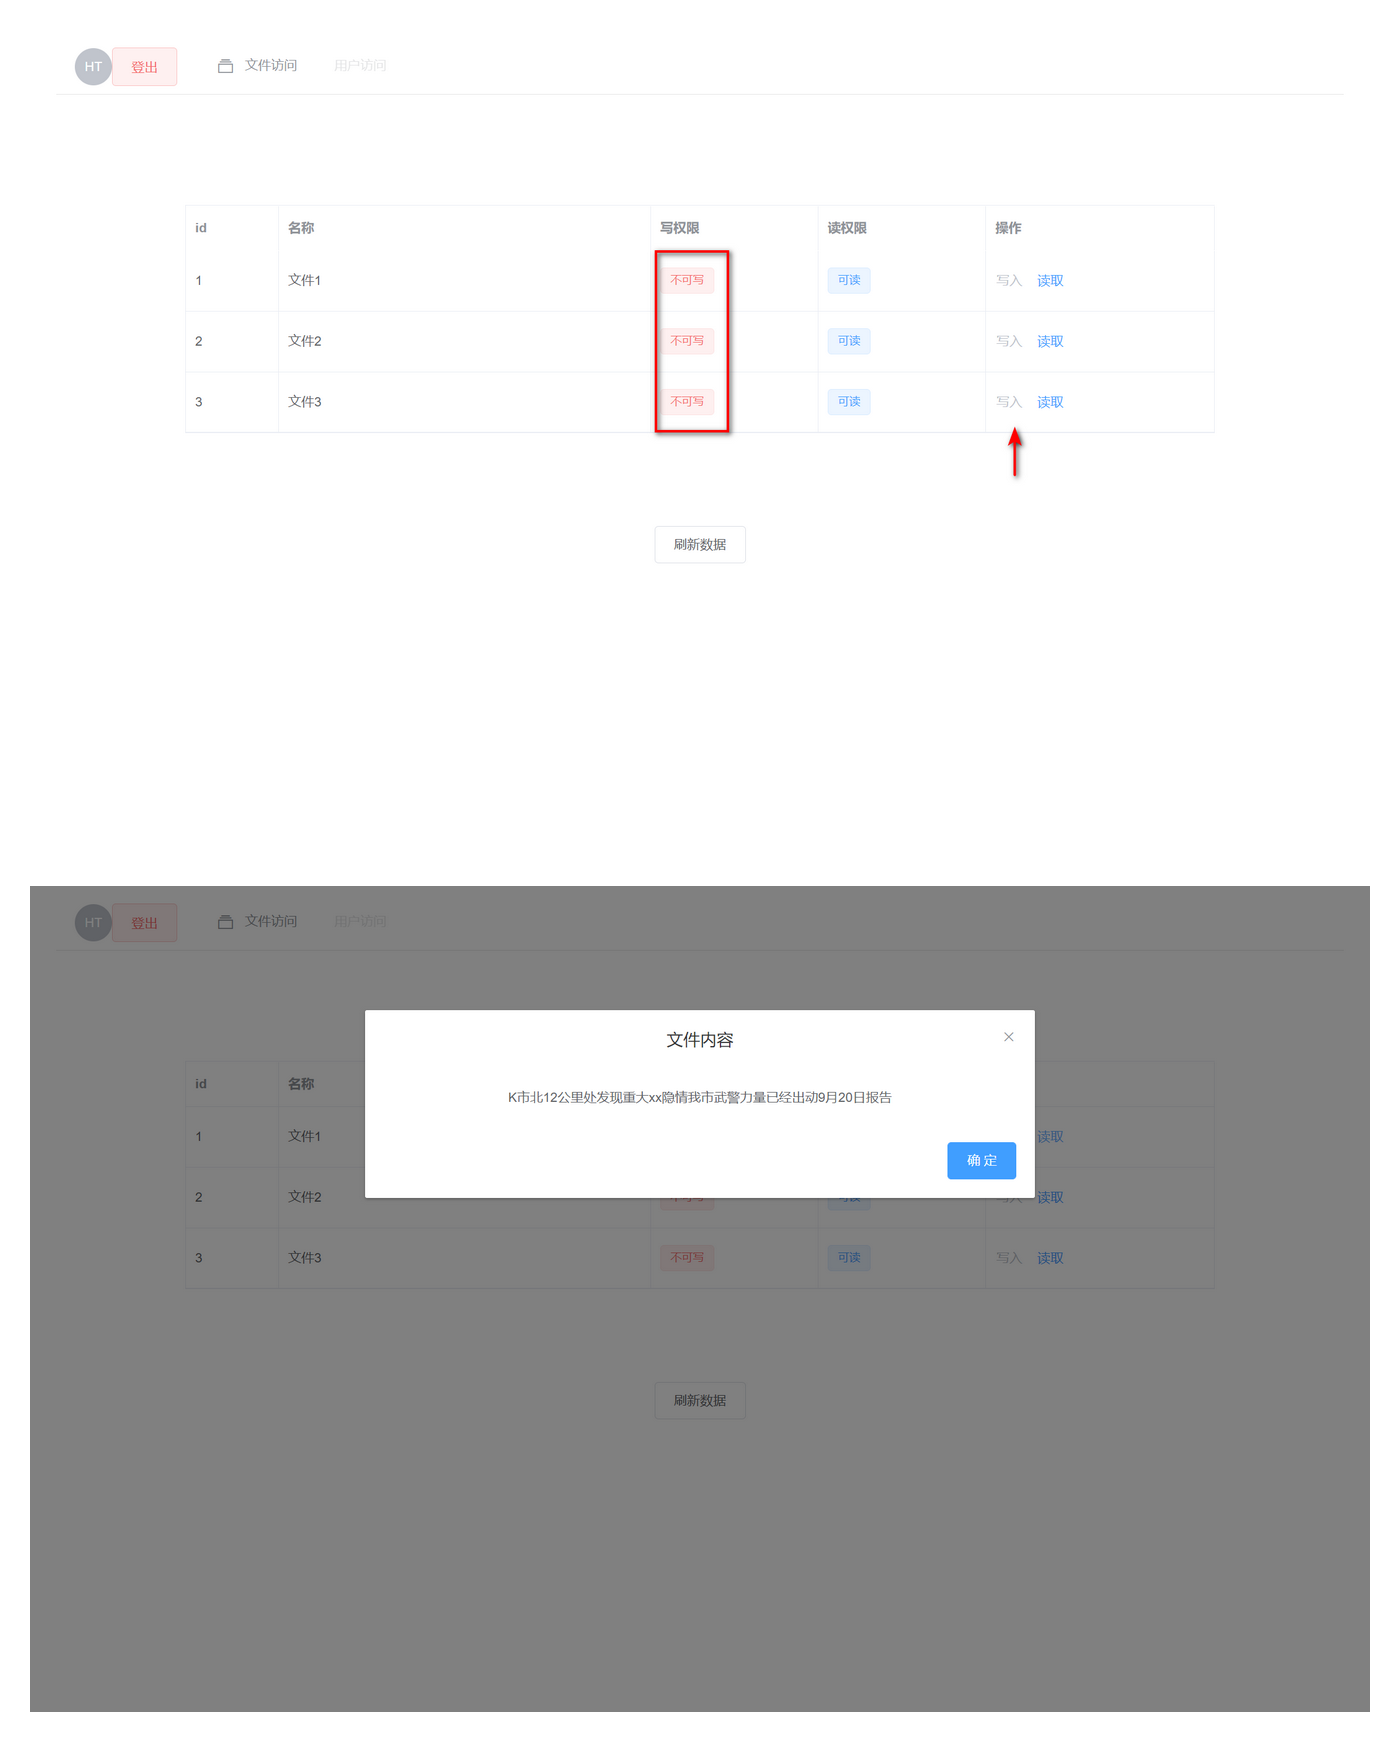 HT 登出 文件访问 用户访问
id 名称 写权限 读权限 操作
1 文件1 不可写 可读 写入 读取
2 文件2 不可写 可读 写入 读取
3 文件3 不可写 可读 写入 读取
刷新数据
HT 登出 文件访问 用户访问
文件内容
id 名称
K市北12公里处发现重大xx隐情我市武警力量已经出动9月20日报告
1 文件1 读取
确定
2 文件2 不可写 可读 写入 读取
3 文件3 不可写 可读 写入 读取
刷新数据